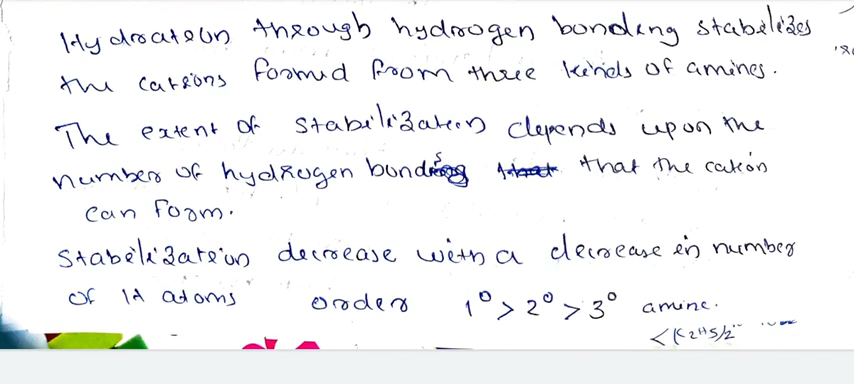 Hydration through hydrogen bonding stabilizes
the cations formed from three kinds of amines.
The extent of stabilization depends upon the
number of hydrogen bonds that the cation
can form.
Stabilization decrease with a decrease in number
of H atoms order 1° > 2° > 3° amine.